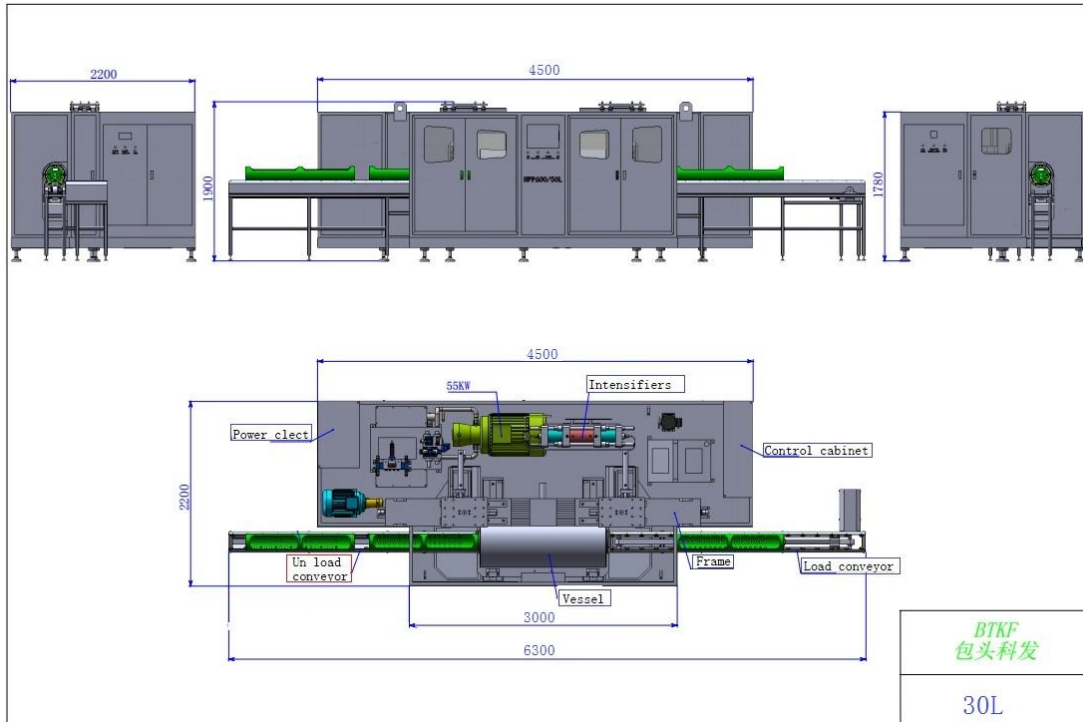 2200
4500
1900
HPP600/50L
1780
4500
55KW
Intensifiers
Power clect
Control cabinet
2200
Un load
conveyor
Frame
Load conveyor
Vessel
3000
6300
BTKF
包头科发
30L